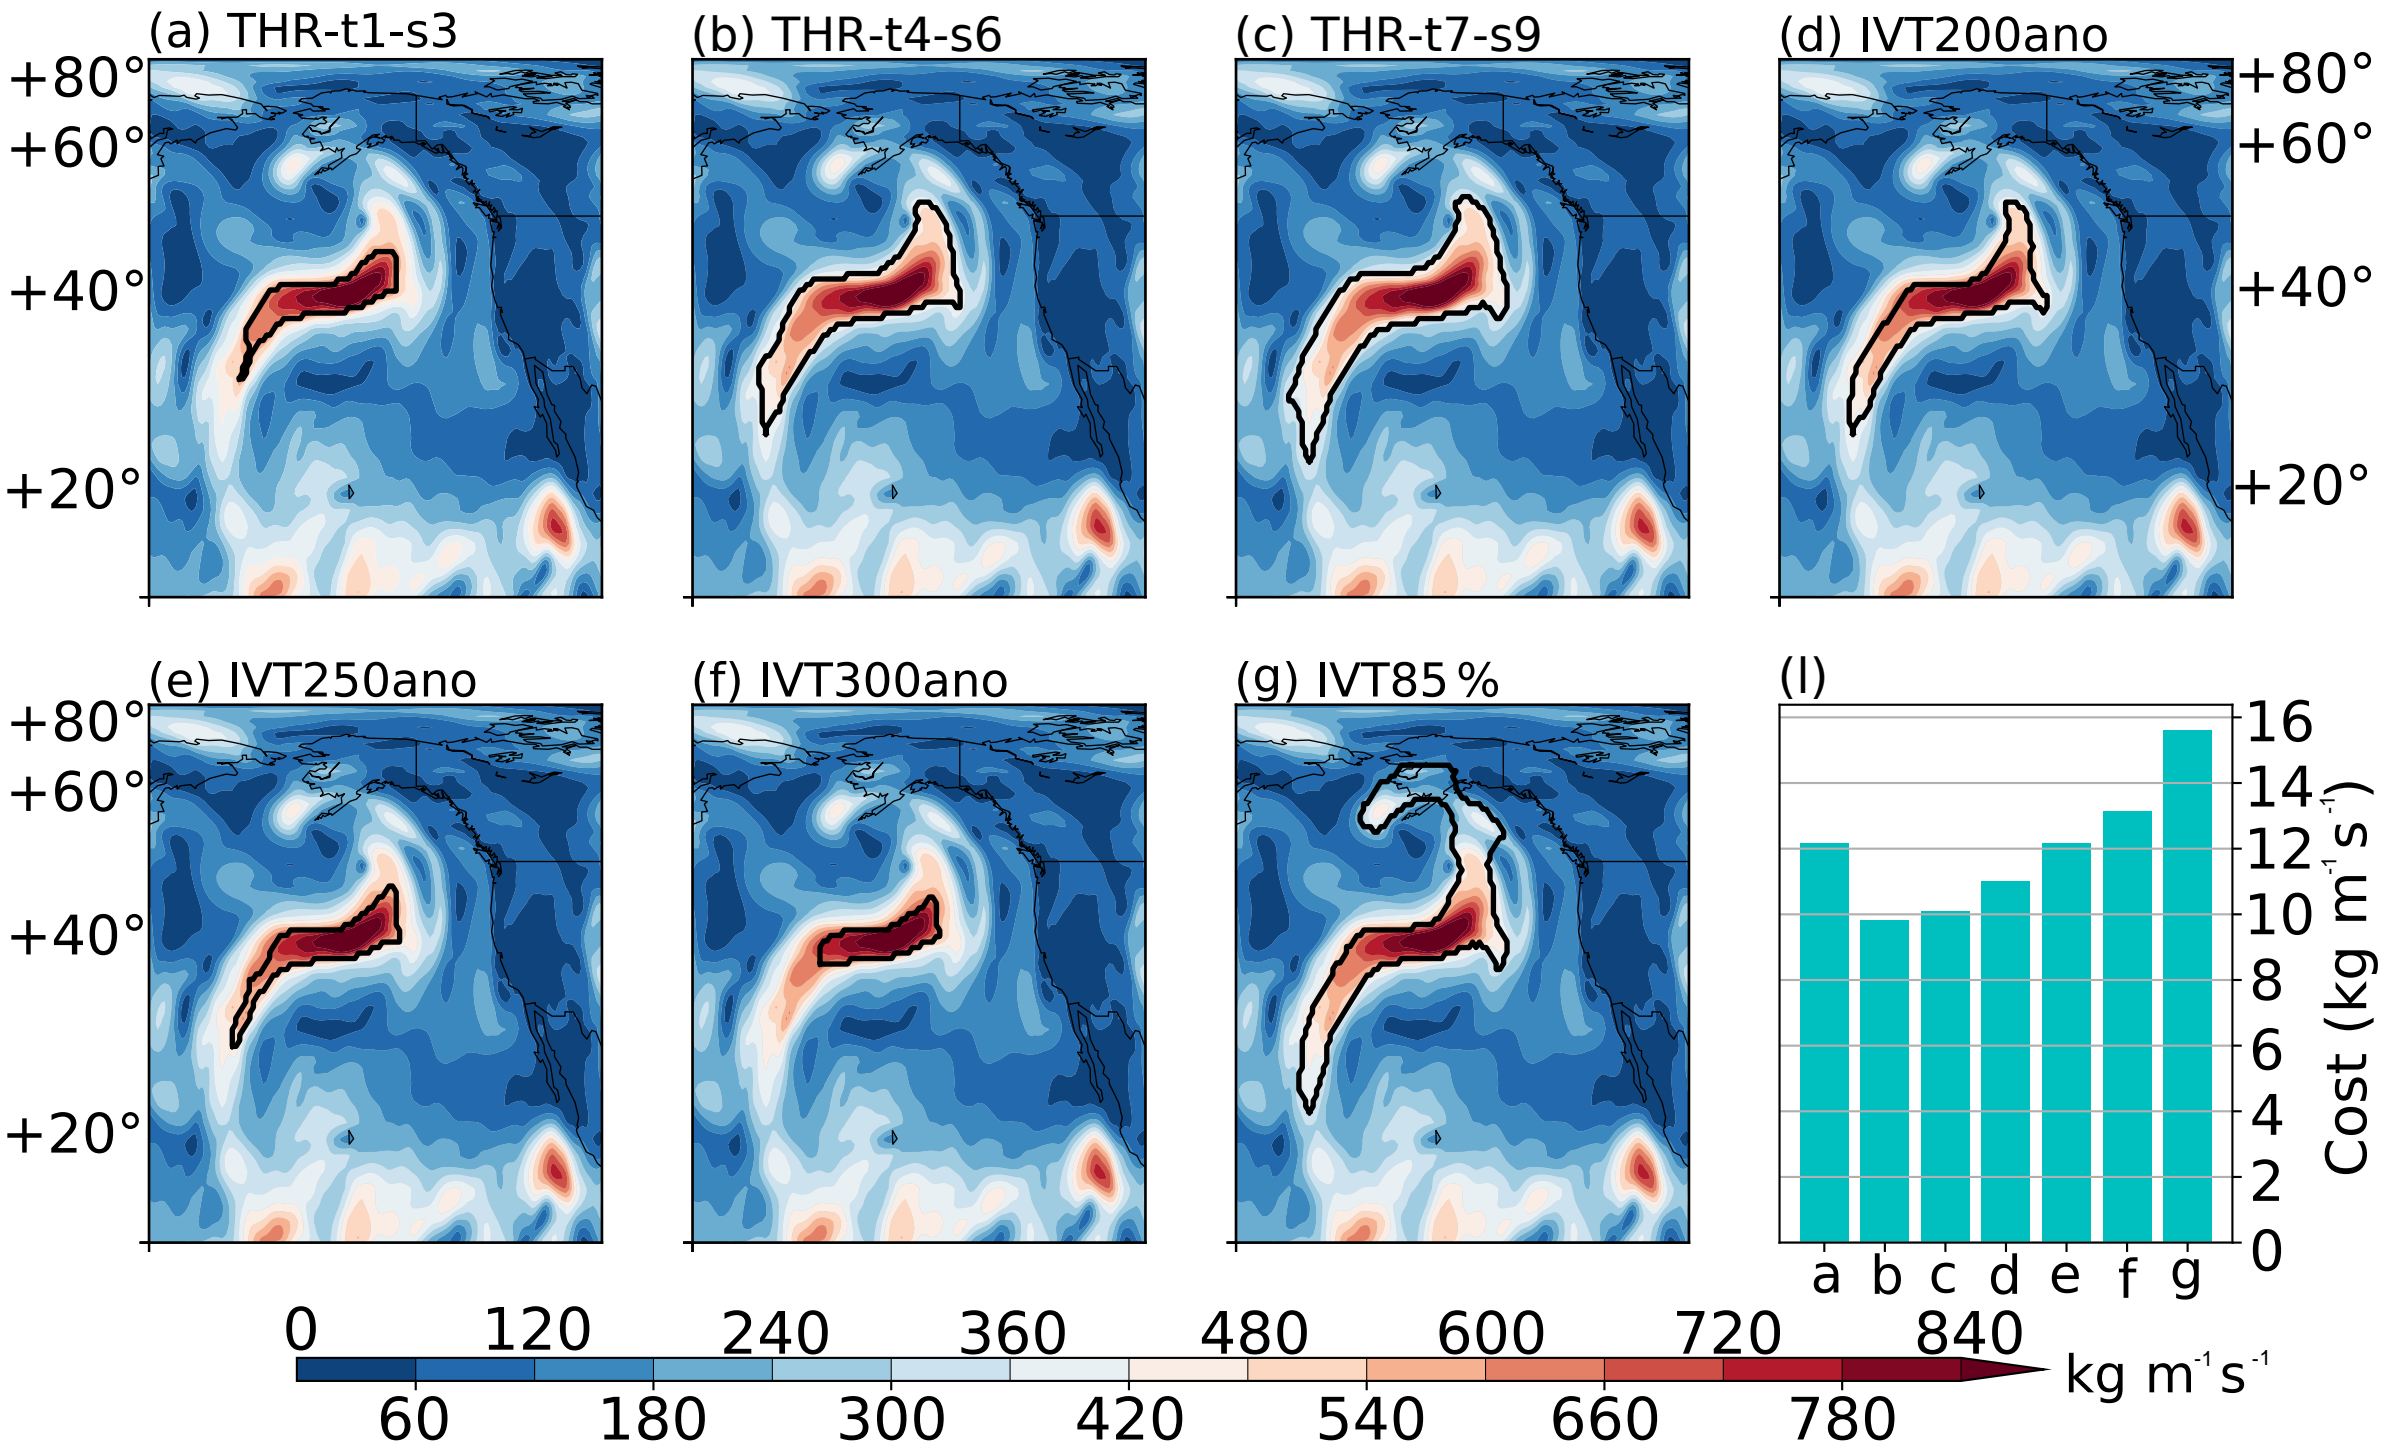 (a) THR-t1-s3
(b) THR-t4-s6
(c) THR-t7-s9
(d) IVT200ano
+80°
+60°
+40°
+20°
+80°
+60°
+40°
+20°
(e) IVT250ano
(f) IVT300ano
(g) IVT85 %
(l)
+80°
+60°
+40°
+20°
16
14
12
10
8
6
4
2
0
Cost (kg m⁻¹s⁻¹)
a b c d e f g
0 120 240 360 480 600 720 840
60 180 300 420 540 660 780
kg m⁻¹s⁻¹